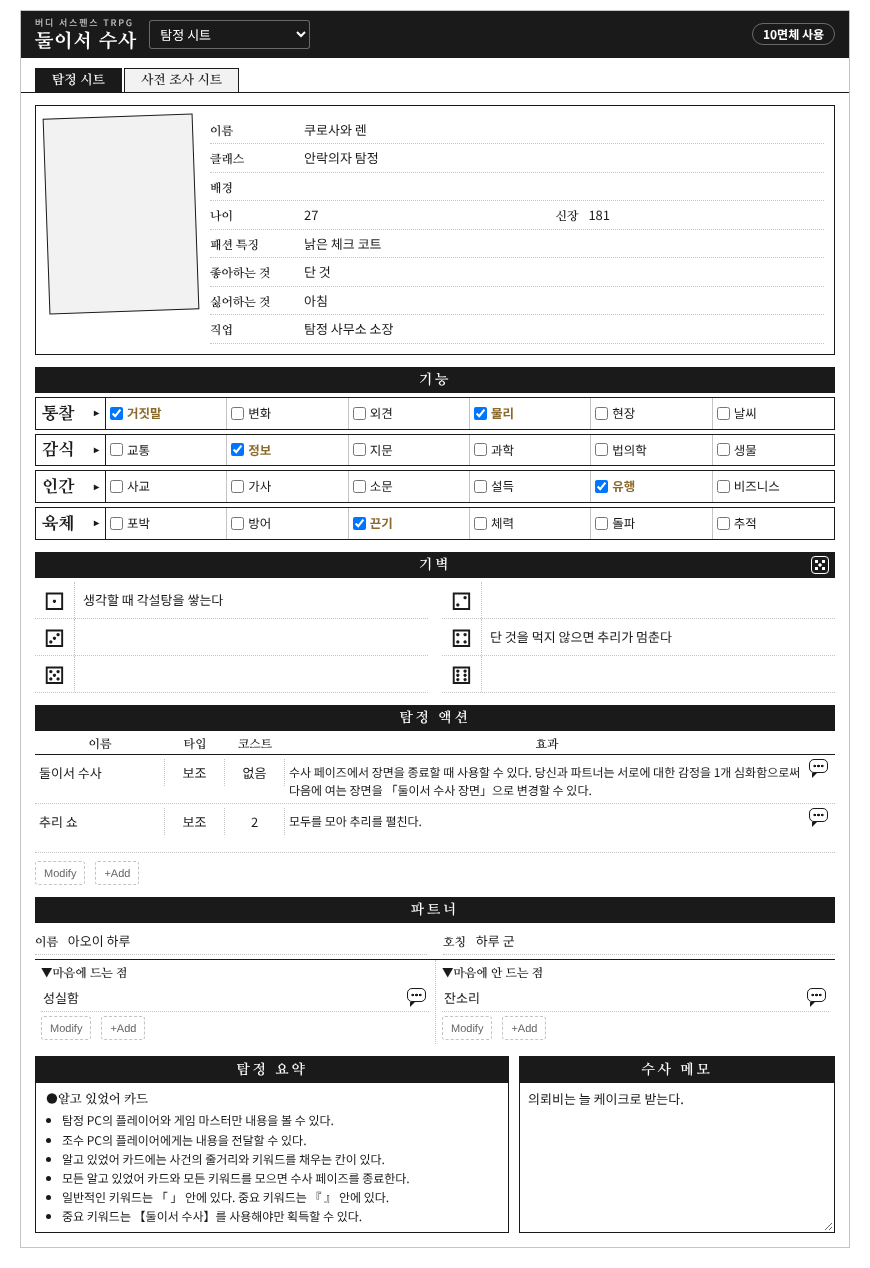 버디 서스펜스 TRPG
둘이서 수사
탐정 시트
10면체 사용
탐정 시트
사전 조사 시트
이름 쿠로사와 렌
클래스 안락의자 탐정
배경
나이 27 신장 181
패션 특징 낡은 체크 코트
좋아하는 것 단 것
싫어하는 것 아침
직업 탐정 사무소 소장
기능
통찰 ▸ 거짓말 변화 외견 물리 현장 날씨
감식 ▸ 교통 정보 지문 과학 법의학 생물
인간 ▸ 사교 가사 소문 설득 유행 비즈니스
육체 ▸ 포박 방어 끈기 체력 돌파 추적
기벽
⚀ 생각할 때 각설탕을 쌓는다 ⚁
⚂ ⚃ 단 것을 먹지 않으면 추리가 멈춘다
⚄ ⚅
탐정 액션
이름 타입 코스트 효과
둘이서 수사 보조 없음 수사 페이즈에서 장면을 종료할 때 사용할 수 있다. 당신과 파트너는 서로에 대한 감정을 1개 심화함으로써
다음에 여는 장면을 「둘이서 수사 장면」으로 변경할 수 있다.
추리 쇼 보조 2 모두를 모아 추리를 펼친다.
Modify +Add
파트너
이름 아오이 하루 호칭 하루 군
▼마음에 드는 점 ▼마음에 안 드는 점
성실함 잔소리
Modify +Add Modify +Add
탐정 요약
●알고 있었어 카드
• 탐정 PC의 플레이어와 게임 마스터만 내용을 볼 수 있다.
• 조수 PC의 플레이어에게는 내용을 전달할 수 있다.
• 알고 있었어 카드에는 사건의 줄거리와 키워드를 채우는 칸이 있다.
• 모든 알고 있었어 카드와 모든 키워드를 모으면 수사 페이즈를 종료한다.
• 일반적인 키워드는 「 」 안에 있다. 중요 키워드는 『 』 안에 있다.
• 중요 키워드는 【둘이서 수사】를 사용해야만 획득할 수 있다.
수사 메모
의뢰비는 늘 케이크로 받는다.